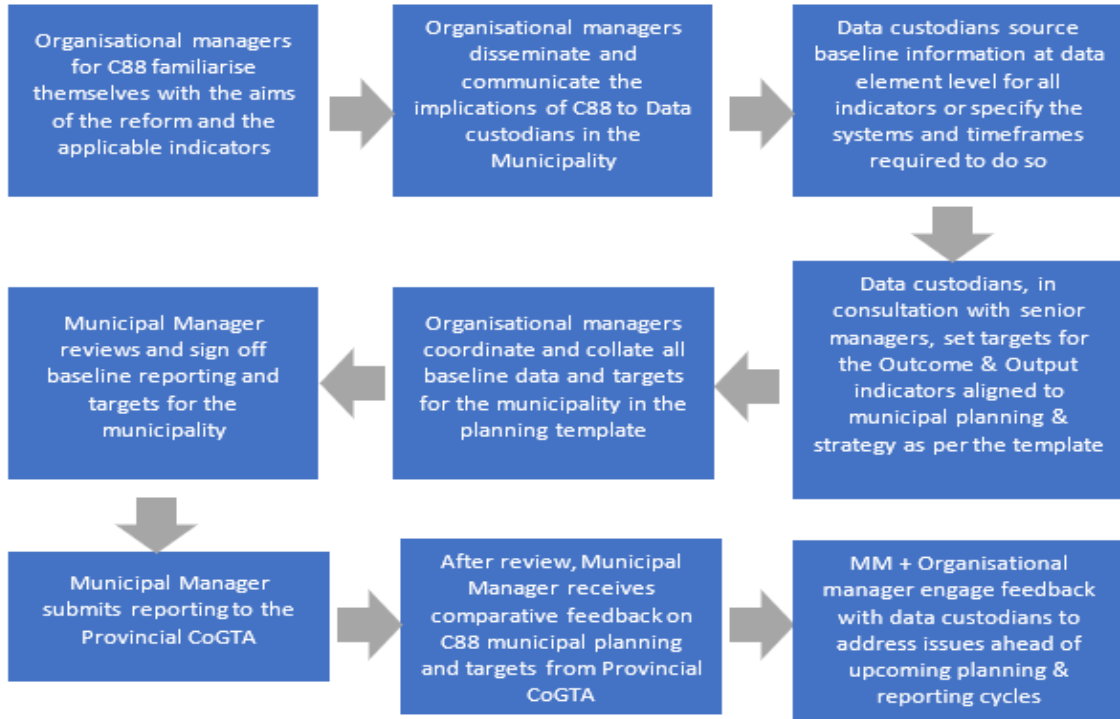 Organisational managers
for C88 familiarise
themselves with the aims
of the reform and the
applicable indicators
Organisational managers
disseminate and
communicate the
implications of C88 to Data
custodians in the
Municipality
Data custodians source
baseline information at data
element level for all
indicators or specify the
systems and timeframes
required to do so
Data custodians, in
consultation with senior
managers, set targets for
the Outcome & Output
indicators aligned to
municipal planning &
strategy as per the template
Organisational managers
coordinate and collate all
baseline data and targets
for the municipality in the
planning template
Municipal Manager
reviews and sign off
baseline reporting and
targets for the
municipality
Municipal Manager
submits reporting to the
Provincial CoGTA
After review, Municipal
Manager receives
comparative feedback on
C88 municipal planning
and targets from Provincial
CoGTA
MM + Organisational
manager engage feedback
with data custodians to
address issues ahead of
upcoming planning &
reporting cycles